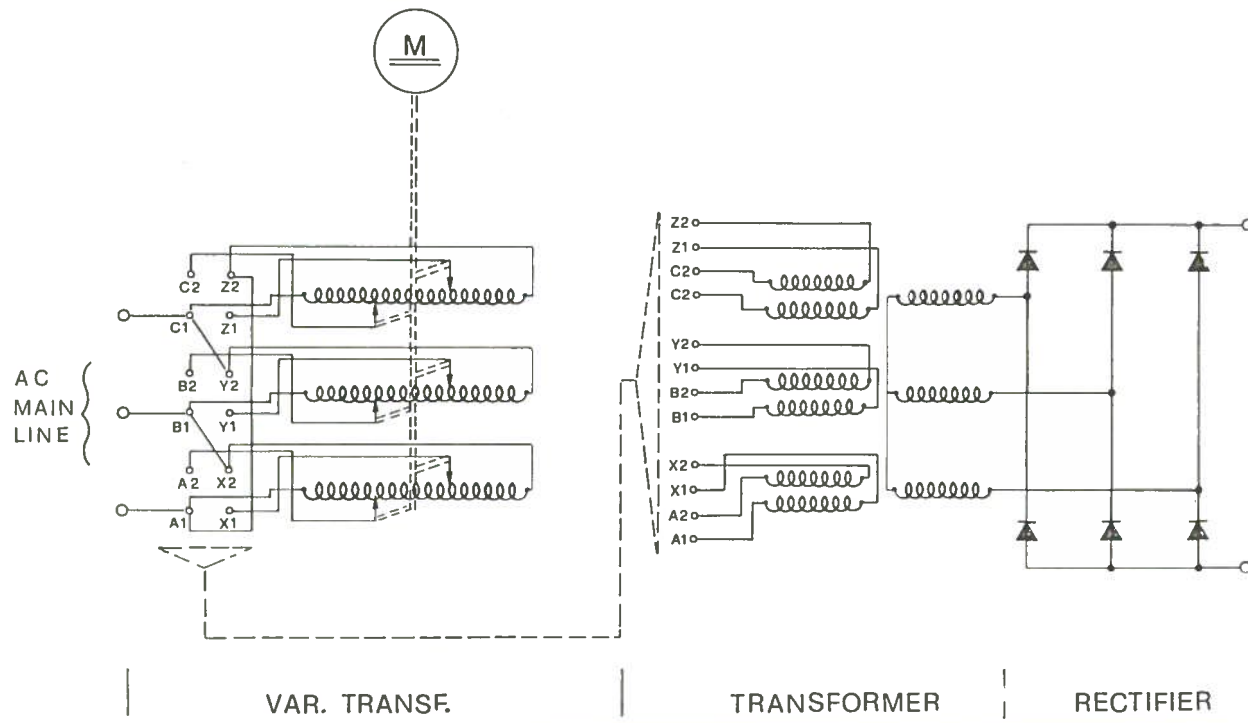 M
C2 Z2
C1 Z1
B2 Y2
B1 Y1
A2 X2
A1 X1
AC
MAIN
LINE
Z2
Z1
C2
C2
Y2
Y1
B2
B1
X2
X1
A2
A1
VAR. TRANSF.
TRANSFORMER
RECTIFIER